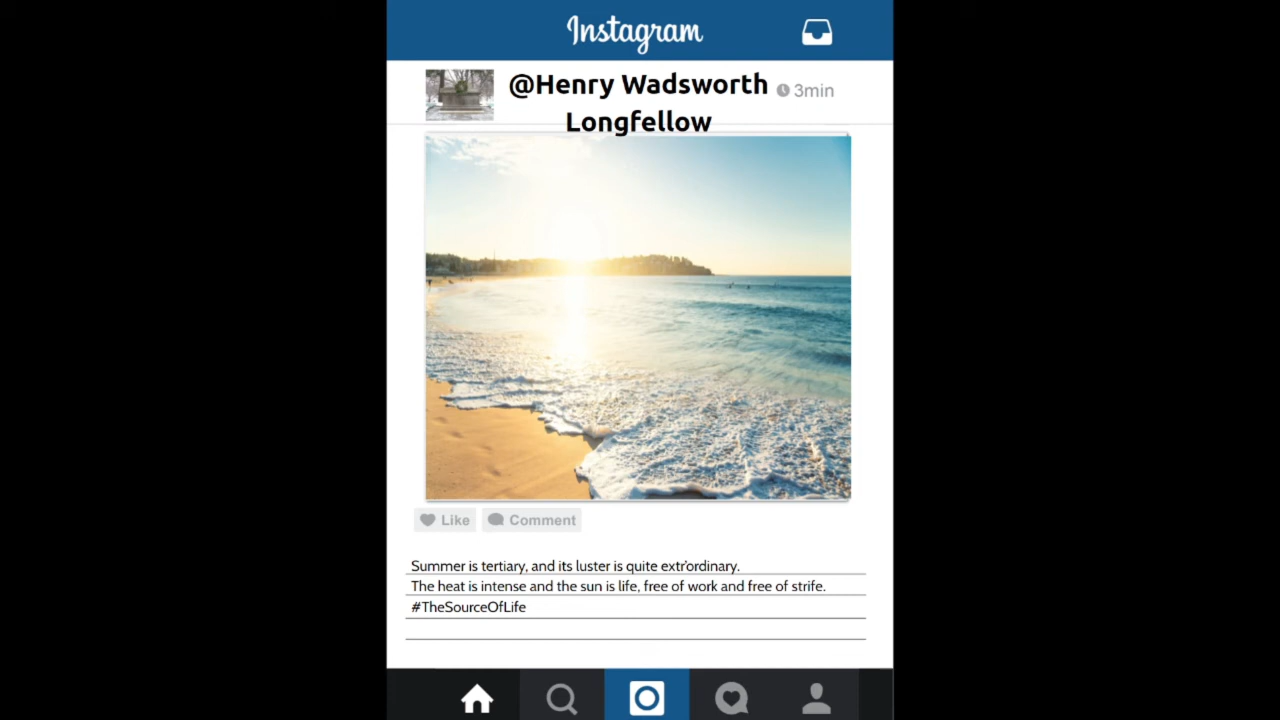 Instagram
@Henry Wadsworth
Longfellow
3min
Like
Comment
Summer is tertiary, and its luster is quite extr'ordinary.
The heat is intense and the sun is life, free of work and free of strife.
#TheSourceOfLife